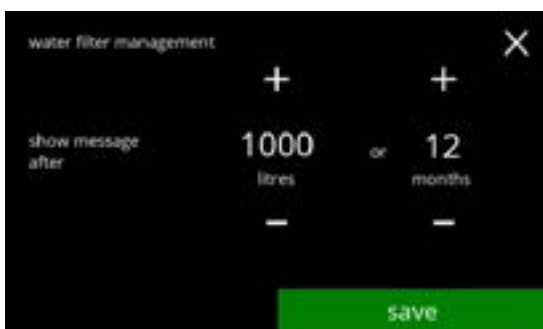 water filter management
+ +
show message
after
1000 or 12
litres months
− −
save